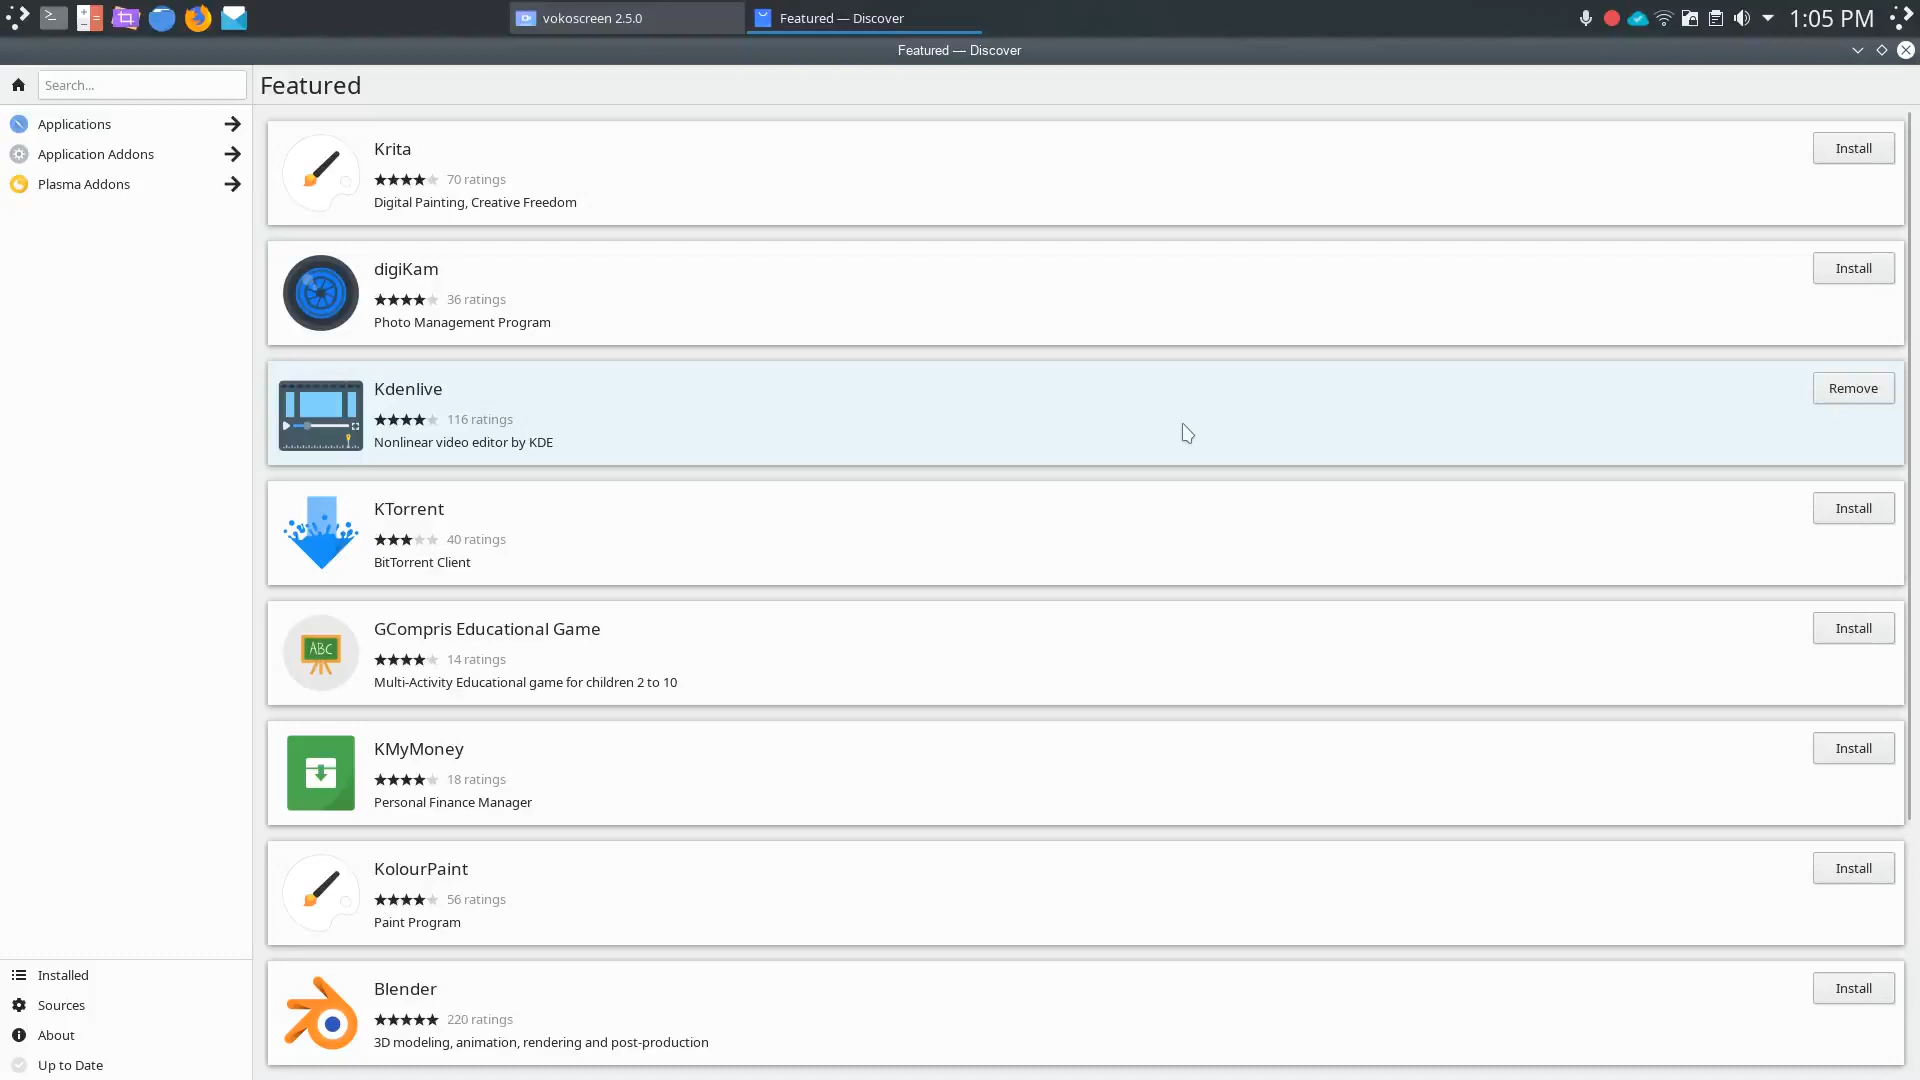 vokoscreen 2.5.0
Featured — Discover
1:05 PM
Featured — Discover
Search...
Featured
Applications
Application Addons
Plasma Addons
Krita
70 ratings
Digital Painting, Creative Freedom
Install
digiKam
36 ratings
Photo Management Program
Install
Kdenlive
116 ratings
Nonlinear video editor by KDE
Remove
KTorrent
40 ratings
BitTorrent Client
Install
ABC
GCompris Educational Game
14 ratings
Multi-Activity Educational game for children 2 to 10
Install
KMyMoney
18 ratings
Personal Finance Manager
Install
KolourPaint
56 ratings
Paint Program
Install
Blender
220 ratings
3D modeling, animation, rendering and post-production
Install
Installed
Sources
About
Up to Date